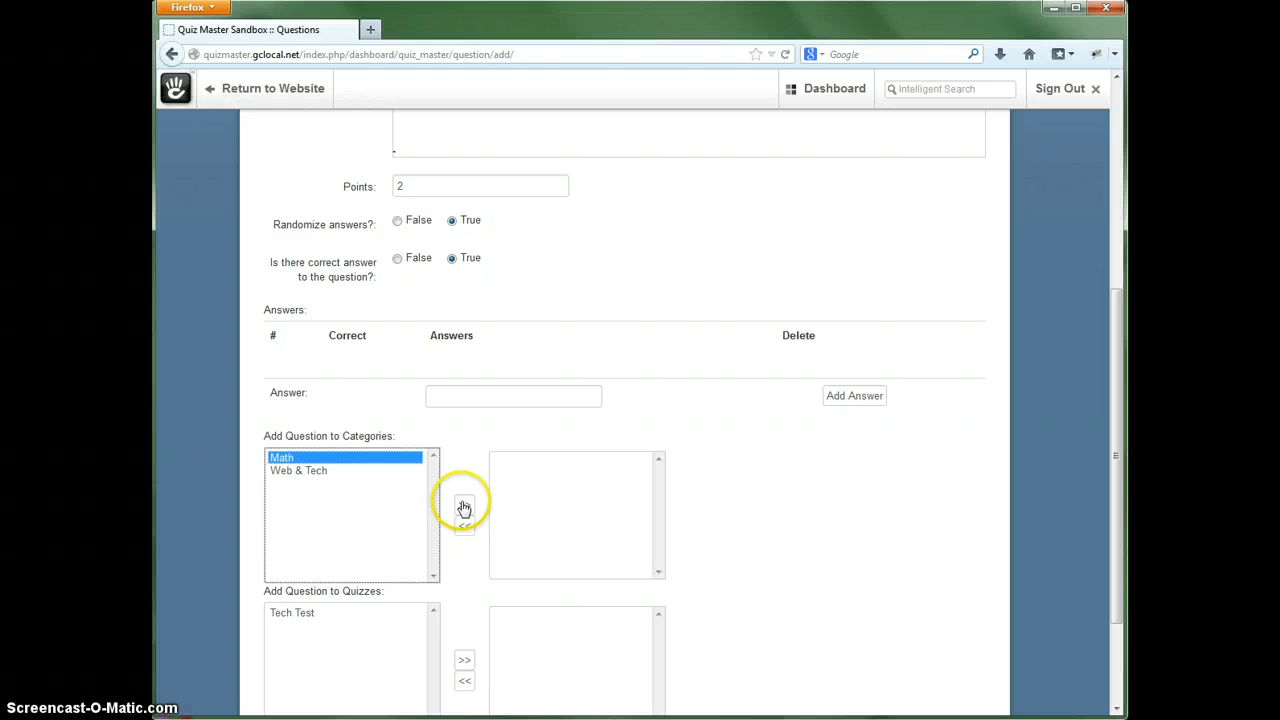 Firefox
Quiz Master Sandbox :: Questions
quizmaster.gclocal.net/index.php/dashboard/quiz_master/question/add/
Google
Return to Website
Dashboard
Intelligent Search
Sign Out
Points:
2
Randomize answers?:
False
True
Is there correct answer
to the question?:
False
True
Answers:
# Correct Answers Delete
Answer:
Add Answer
Add Question to Categories:
Math
Web & Tech
<<
Add Question to Quizzes:
Tech Test
>>
<<
Screencast-O-Matic.com